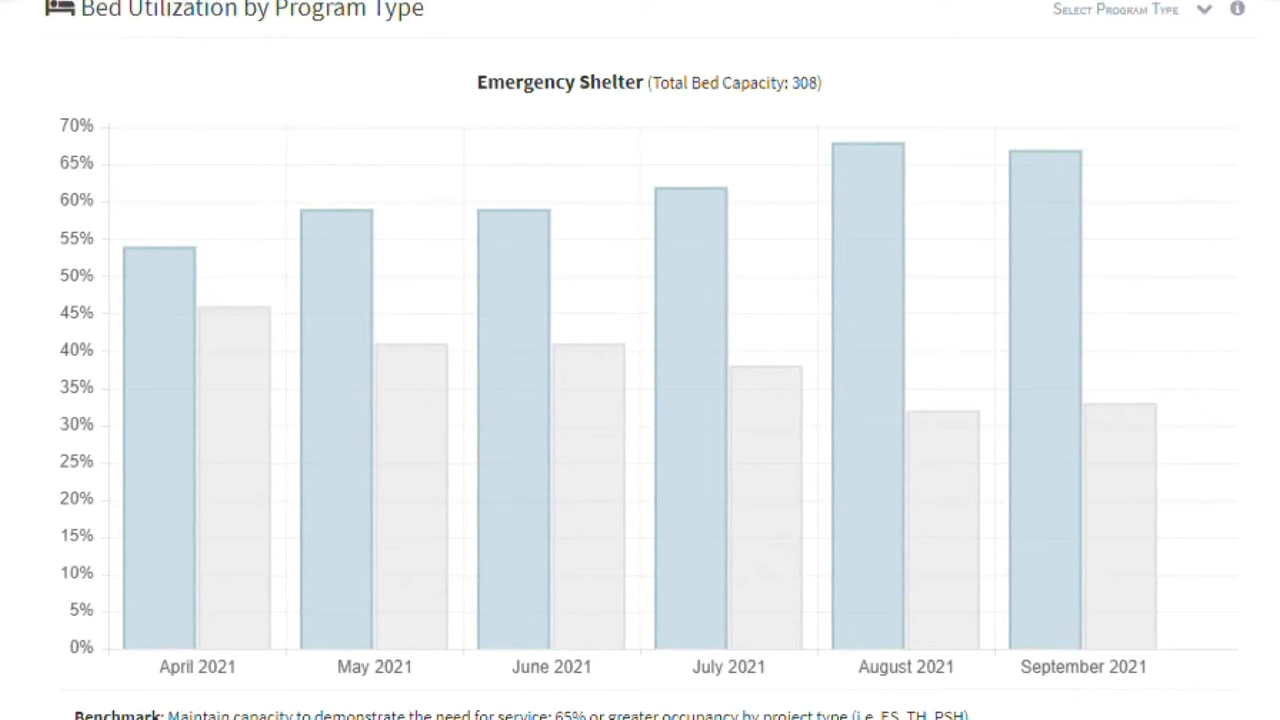 Bed Utilization by Program Type
Select Program Type
Emergency Shelter (Total Bed Capacity: 308)
70%
65%
60%
55%
50%
45%
40%
35%
30%
25%
20%
15%
10%
5%
0%
April 2021
May 2021
June 2021
July 2021
August 2021
September 2021
Benchmark: Maintain capacity to demonstrate the need for service; 65% or greater occupancy by project type (i.e. ES, TH, PSH)